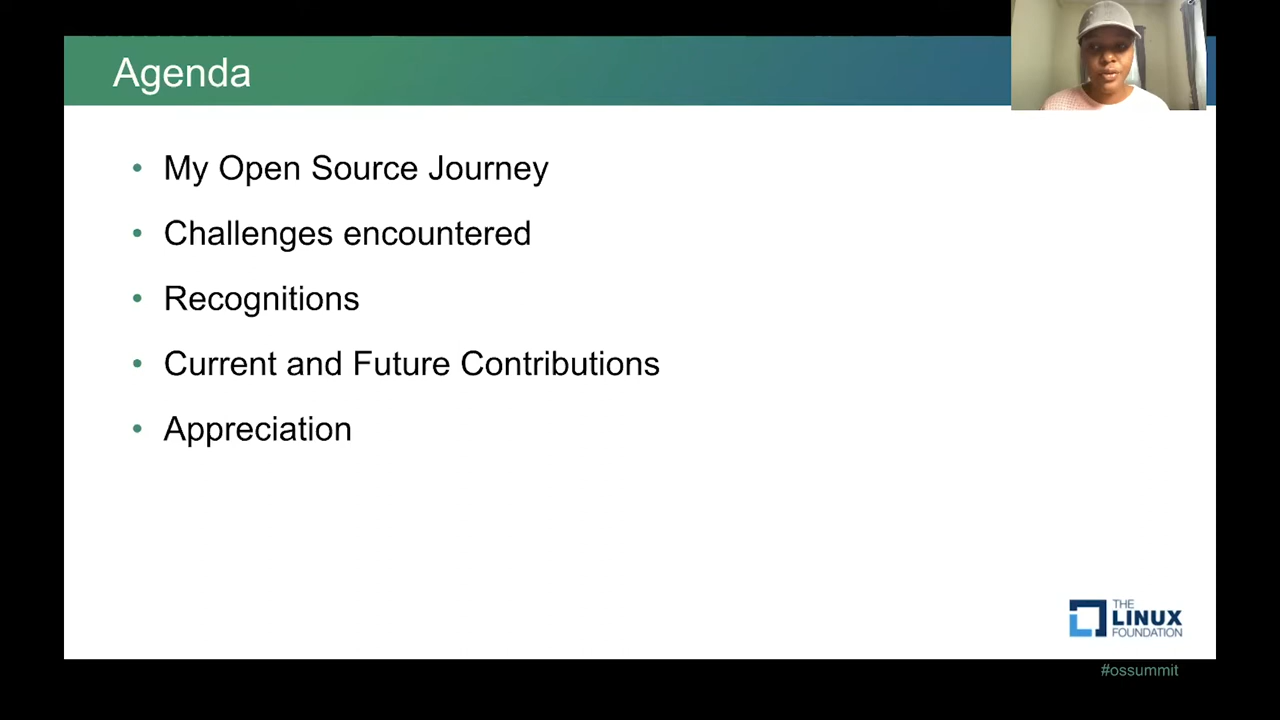 Agenda
• My Open Source Journey
• Challenges encountered
• Recognitions
• Current and Future Contributions
• Appreciation
THE
LINUX
FOUNDATION
#ossummit